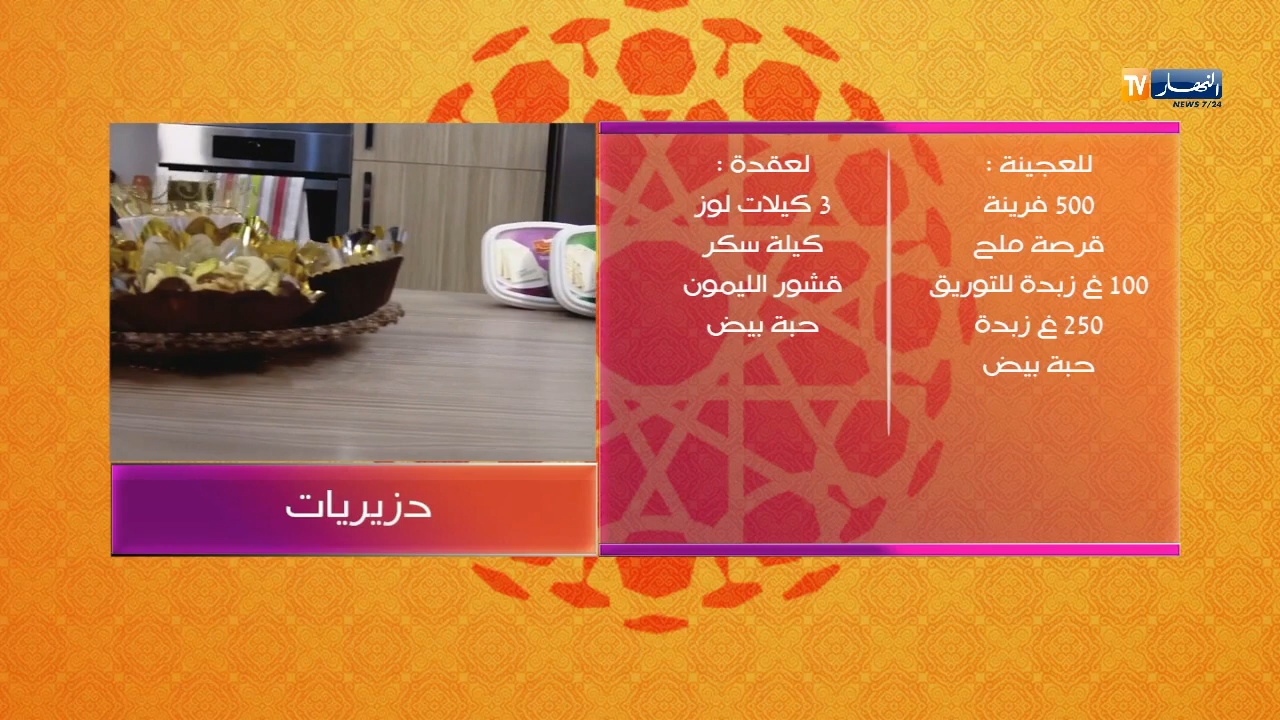 النهار TV
NEWS 7/24
للعجينة :
500 فرينة
قرصة ملح
100 غ زبدة للتوريق
250 غ زبدة
حبة بيض
لعقدة :
3 كيلات لوز
كيلة سكر
قشور الليمون
حبة بيض
دزيريات